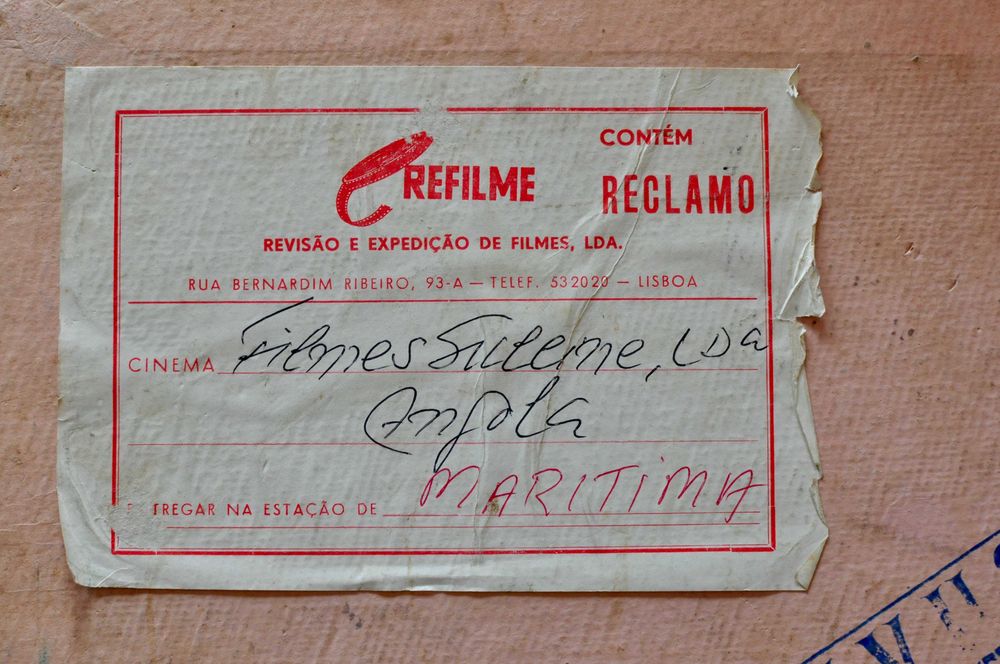 CONTÉM
REFILME
RECLAMO
REVISÃO E EXPEDIÇÃO DE FILMES, LDA.
RUA BERNARDIM RIBEIRO, 93-A — TELEF. 532020 — LISBOA
CINEMA Filmes Suleme, LDa
Angola
TREGAR NA ESTAÇÃO DE MARITIMA